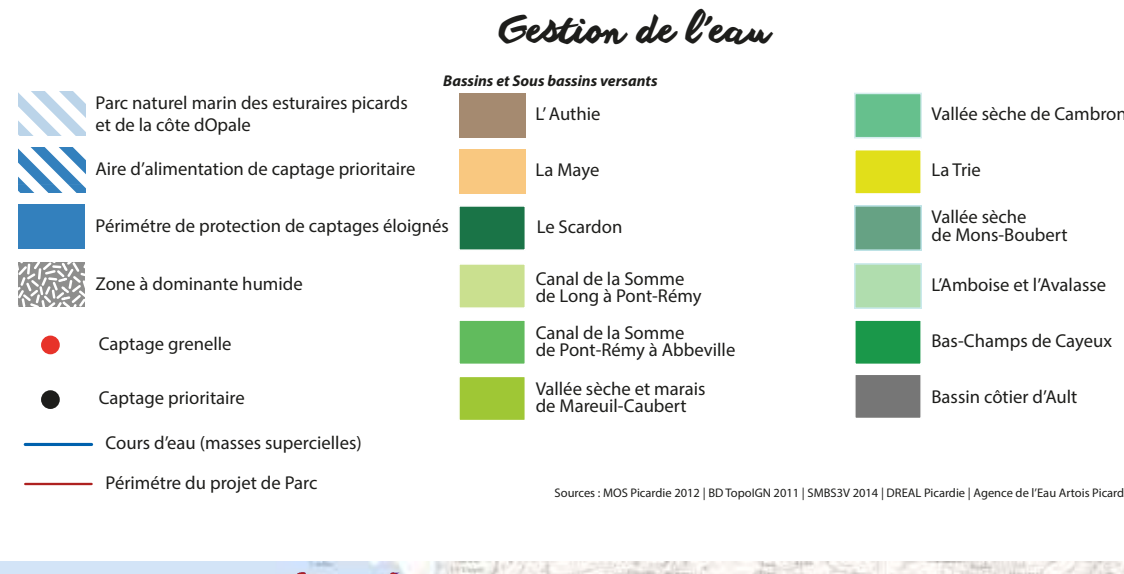 Gestion de l'eau
Parc naturel marin des esturaires picards
et de la côte dOpale
Aire d'alimentation de captage prioritaire
Périmétre de protection de captages éloignés
Zone à dominante humide
Captage grenelle
Captage prioritaire
Cours d'eau (masses supercielles)
Périmétre du projet de Parc
Bassins et Sous bassins versants
L' Authie
La Maye
Le Scardon
Canal de la Somme
de Long à Pont-Rémy
Canal de la Somme
de Pont-Rémy à Abbeville
Vallée sèche et marais
de Mareuil-Caubert
Vallée sèche de Cambron
La Trie
Vallée sèche
de Mons-Boubert
L'Amboise et l'Avalasse
Bas-Champs de Cayeux
Bassin côtier d'Ault
Sources : MOS Picardie 2012 | BD TopoIGN 2011 | SMBS3V 2014 | DREAL Picardie | Agence de l'Eau Artois Picard